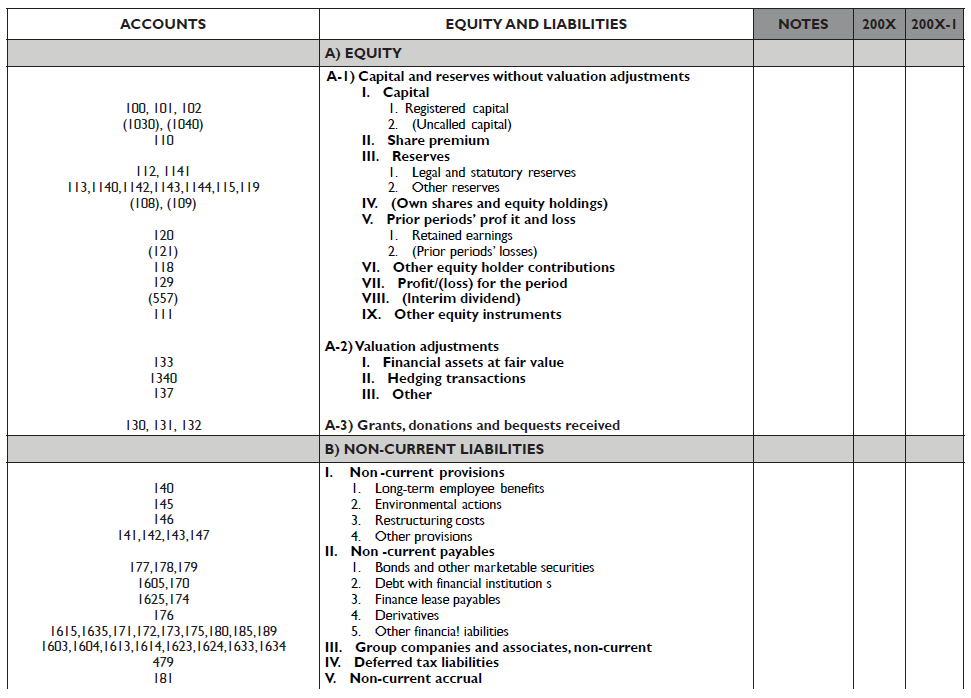 ACCOUNTS EQUITY AND LIABILITIES NOTES 200X 200X-1
A) EQUITY
A-1) Capital and reserves without valuation adjustments
I. Capital
100, 101, 102 1. Registered capital
(1030), (1040) 2. (Uncalled capital)
110 II. Share premium
III. Reserves
112, 1141 1. Legal and statutory reserves
113,1140,1142,1143,1144,115,119 2. Other reserves
(108), (109) IV. (Own shares and equity holdings)
V. Prior periods' prof it and loss
120 1. Retained earnings
(121) 2. (Prior periods' losses)
118 VI. Other equity holder contributions
129 VII. Profit/(loss) for the period
(557) VIII. (Interim dividend)
111 IX. Other equity instruments
A-2) Valuation adjustments
133 I. Financial assets at fair value
1340 II. Hedging transactions
137 III. Other
130, 131, 132 A-3) Grants, donations and bequests received
B) NON-CURRENT LIABILITIES
I. Non -current provisions
140 1. Long-term employee benefits
145 2. Environmental actions
146 3. Restructuring costs
141,142,143,147 4. Other provisions
II. Non -current payables
177,178,179 1. Bonds and other marketable securities
1605,170 2. Debt with financial institution s
1625,174 3. Finance lease payables
176 4. Derivatives
1615,1635,171,172,173,175,180,185,189 5. Other financia! iabilities
1603,1604,1613,1614,1623,1624,1633,1634 III. Group companies and associates, non-current
479 IV. Deferred tax liabilities
181 V. Non-current accrual